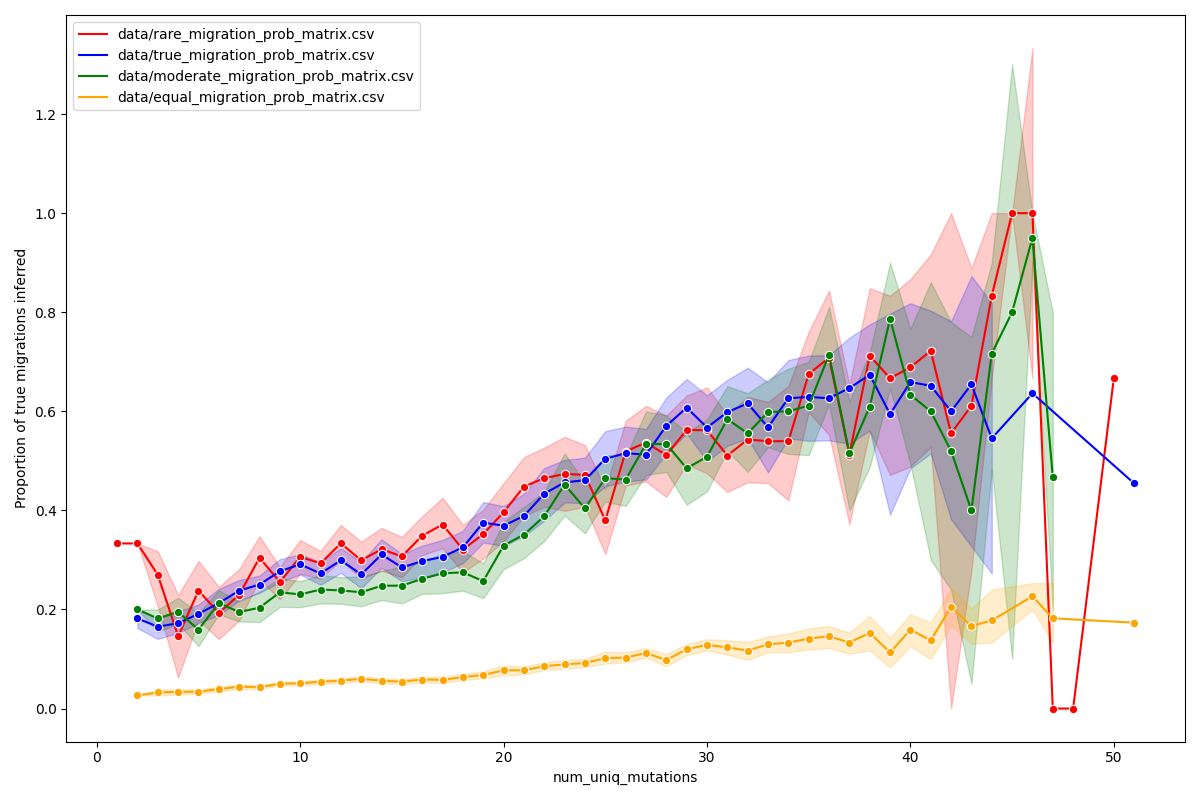 data/rare_migration_prob_matrix.csv
data/true_migration_prob_matrix.csv
data/moderate_migration_prob_matrix.csv
data/equal_migration_prob_matrix.csv
Proportion of true migrations inferred
1.2
1.0
0.8
0.6
0.4
0.2
0.0
0 10 20 30 40 50
num_uniq_mutations